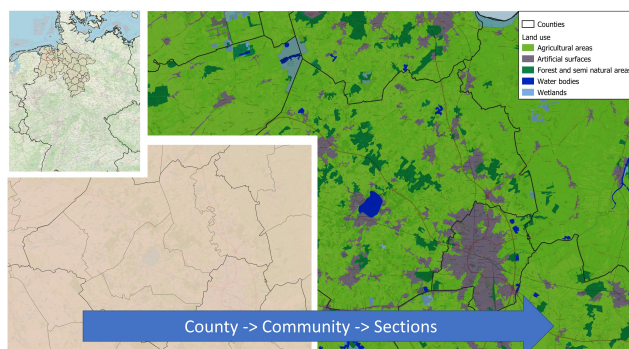 Counties
Land use
Agricultural areas
Artificial surfaces
Forest and semi natural areas
Water bodies
Wetlands
County -> Community -> Sections